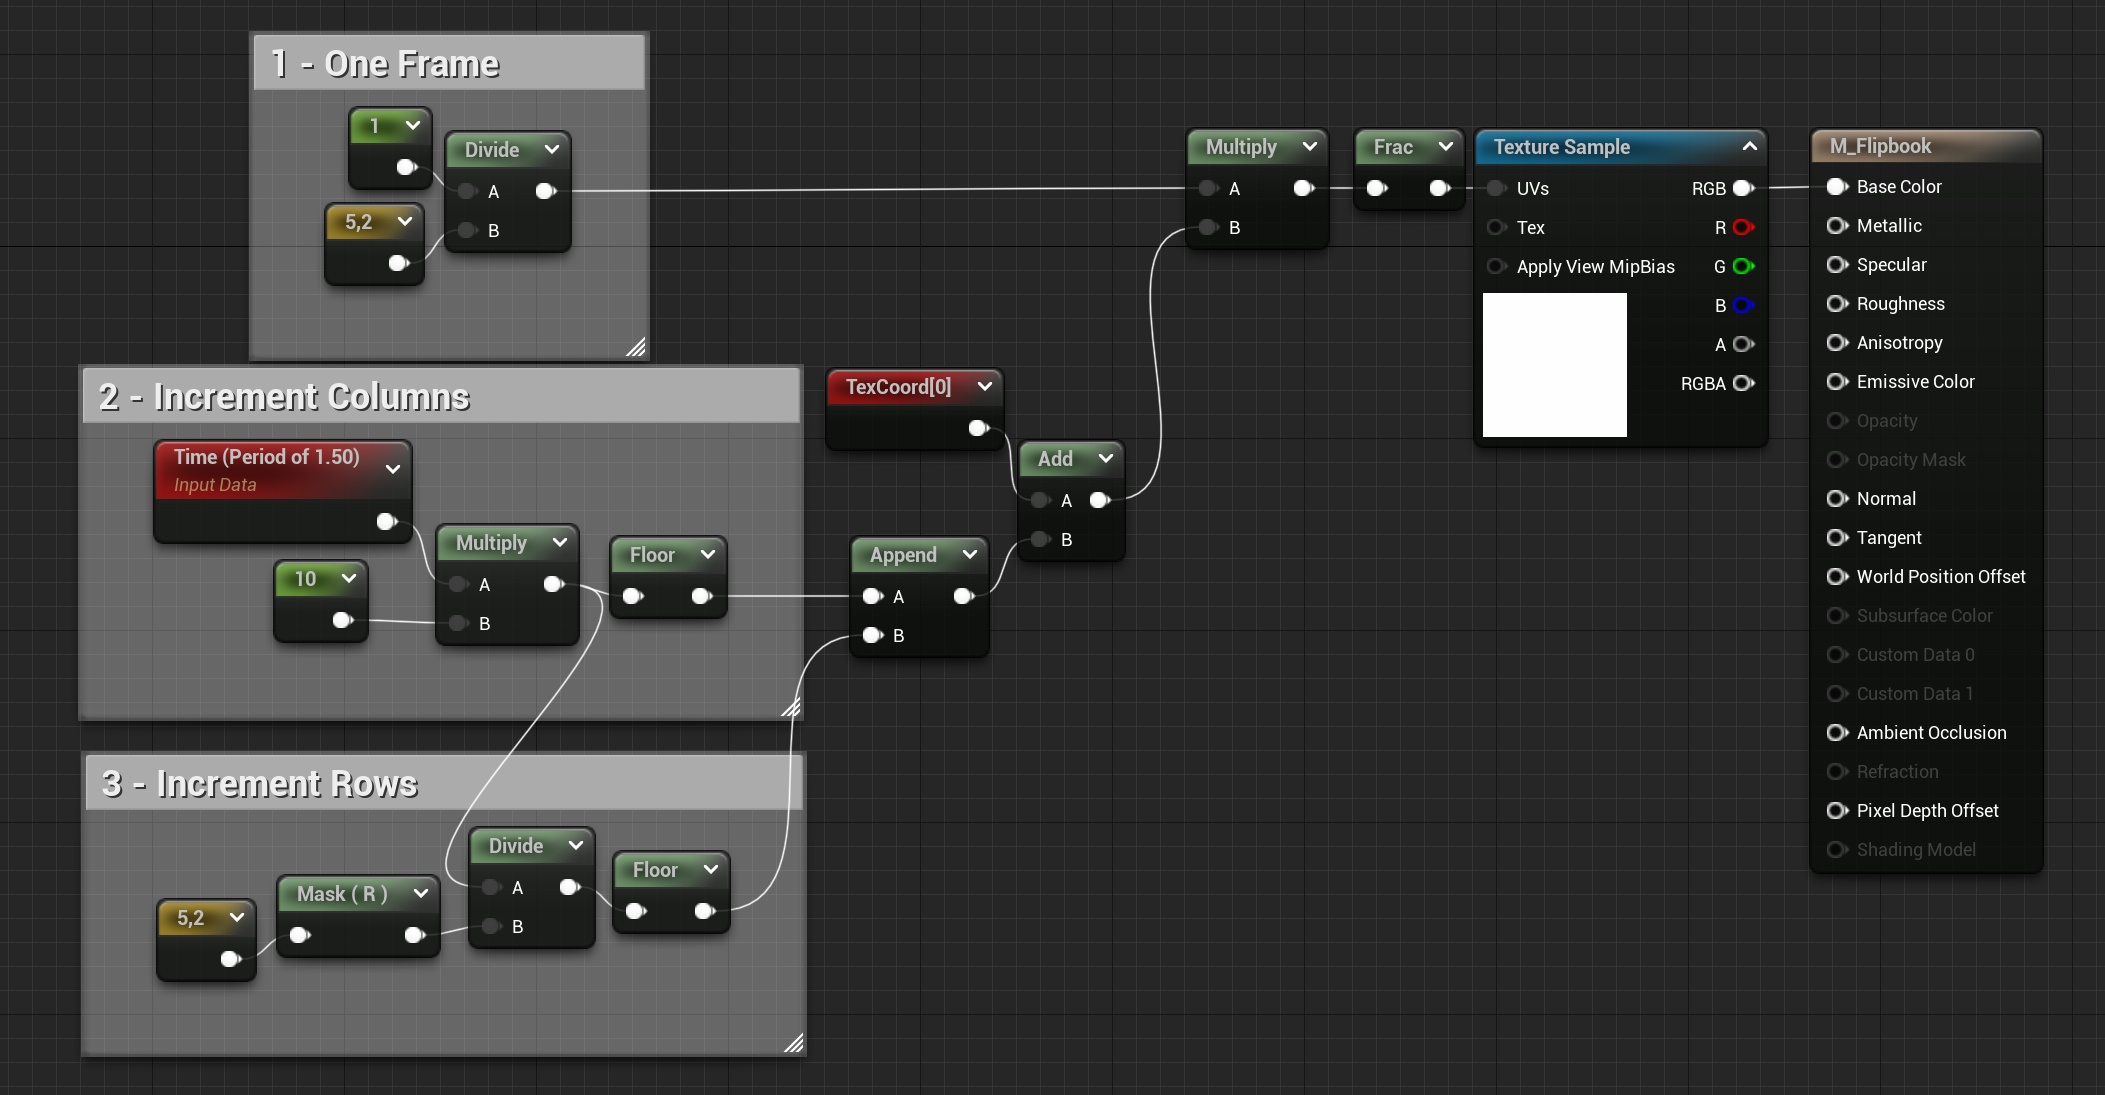 1 - One Frame
1
Divide
A
B
5,2
2 - Increment Columns
Time (Period of 1.50)
Input Data
10
Multiply
A
B
Floor
3 - Increment Rows
5,2
Mask ( R )
Divide
A
B
Floor
TexCoord[0]
Append
A
B
Add
A
B
Multiply
A
B
Frac
Texture Sample
UVs
RGB
Tex
R
Apply View MipBias
G
B
A
RGBA
M_Flipbook
Base Color
Metallic
Specular
Roughness
Anisotropy
Emissive Color
Opacity
Opacity Mask
Normal
Tangent
World Position Offset
Subsurface Color
Custom Data 0
Custom Data 1
Ambient Occlusion
Refraction
Pixel Depth Offset
Shading Model